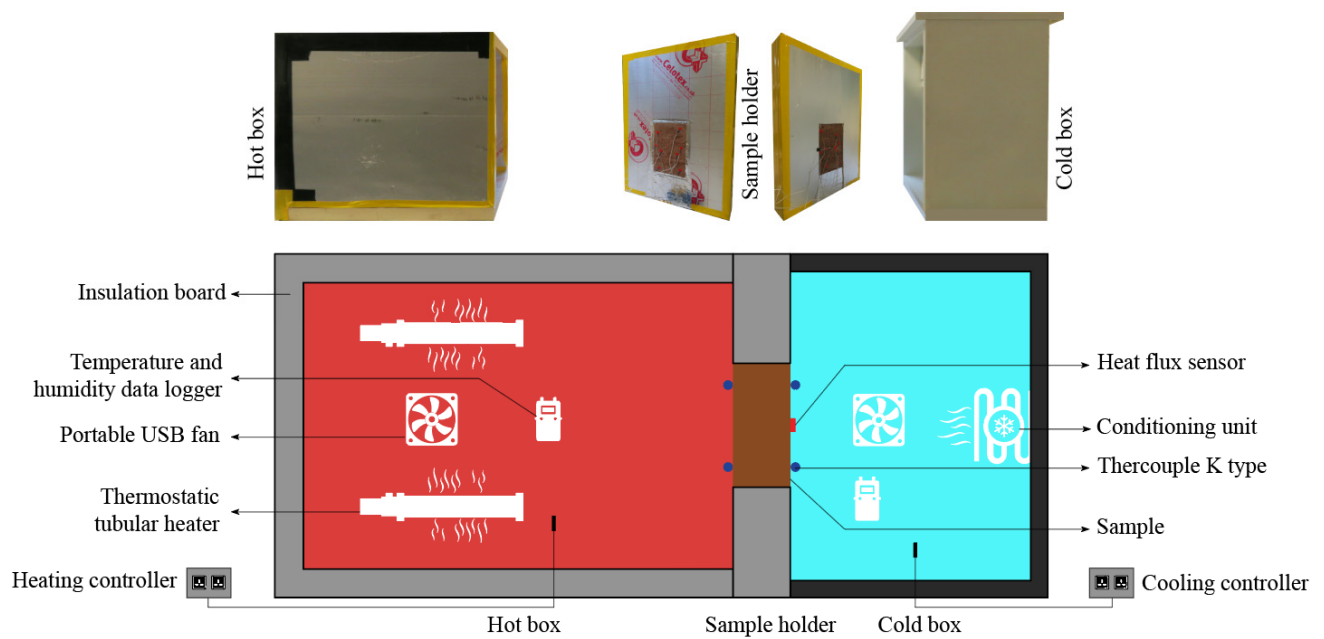 Hot box
www.Celotex.com
Sample holder
Cold box
Insulation board
Temperature and
humidity data logger
Portable USB fan
Thermostatic
tubular heater
Heating controller
Heat flux sensor
Conditioning unit
Thercouple K type
Sample
Cooling controller
Hot box
Sample holder
Cold box